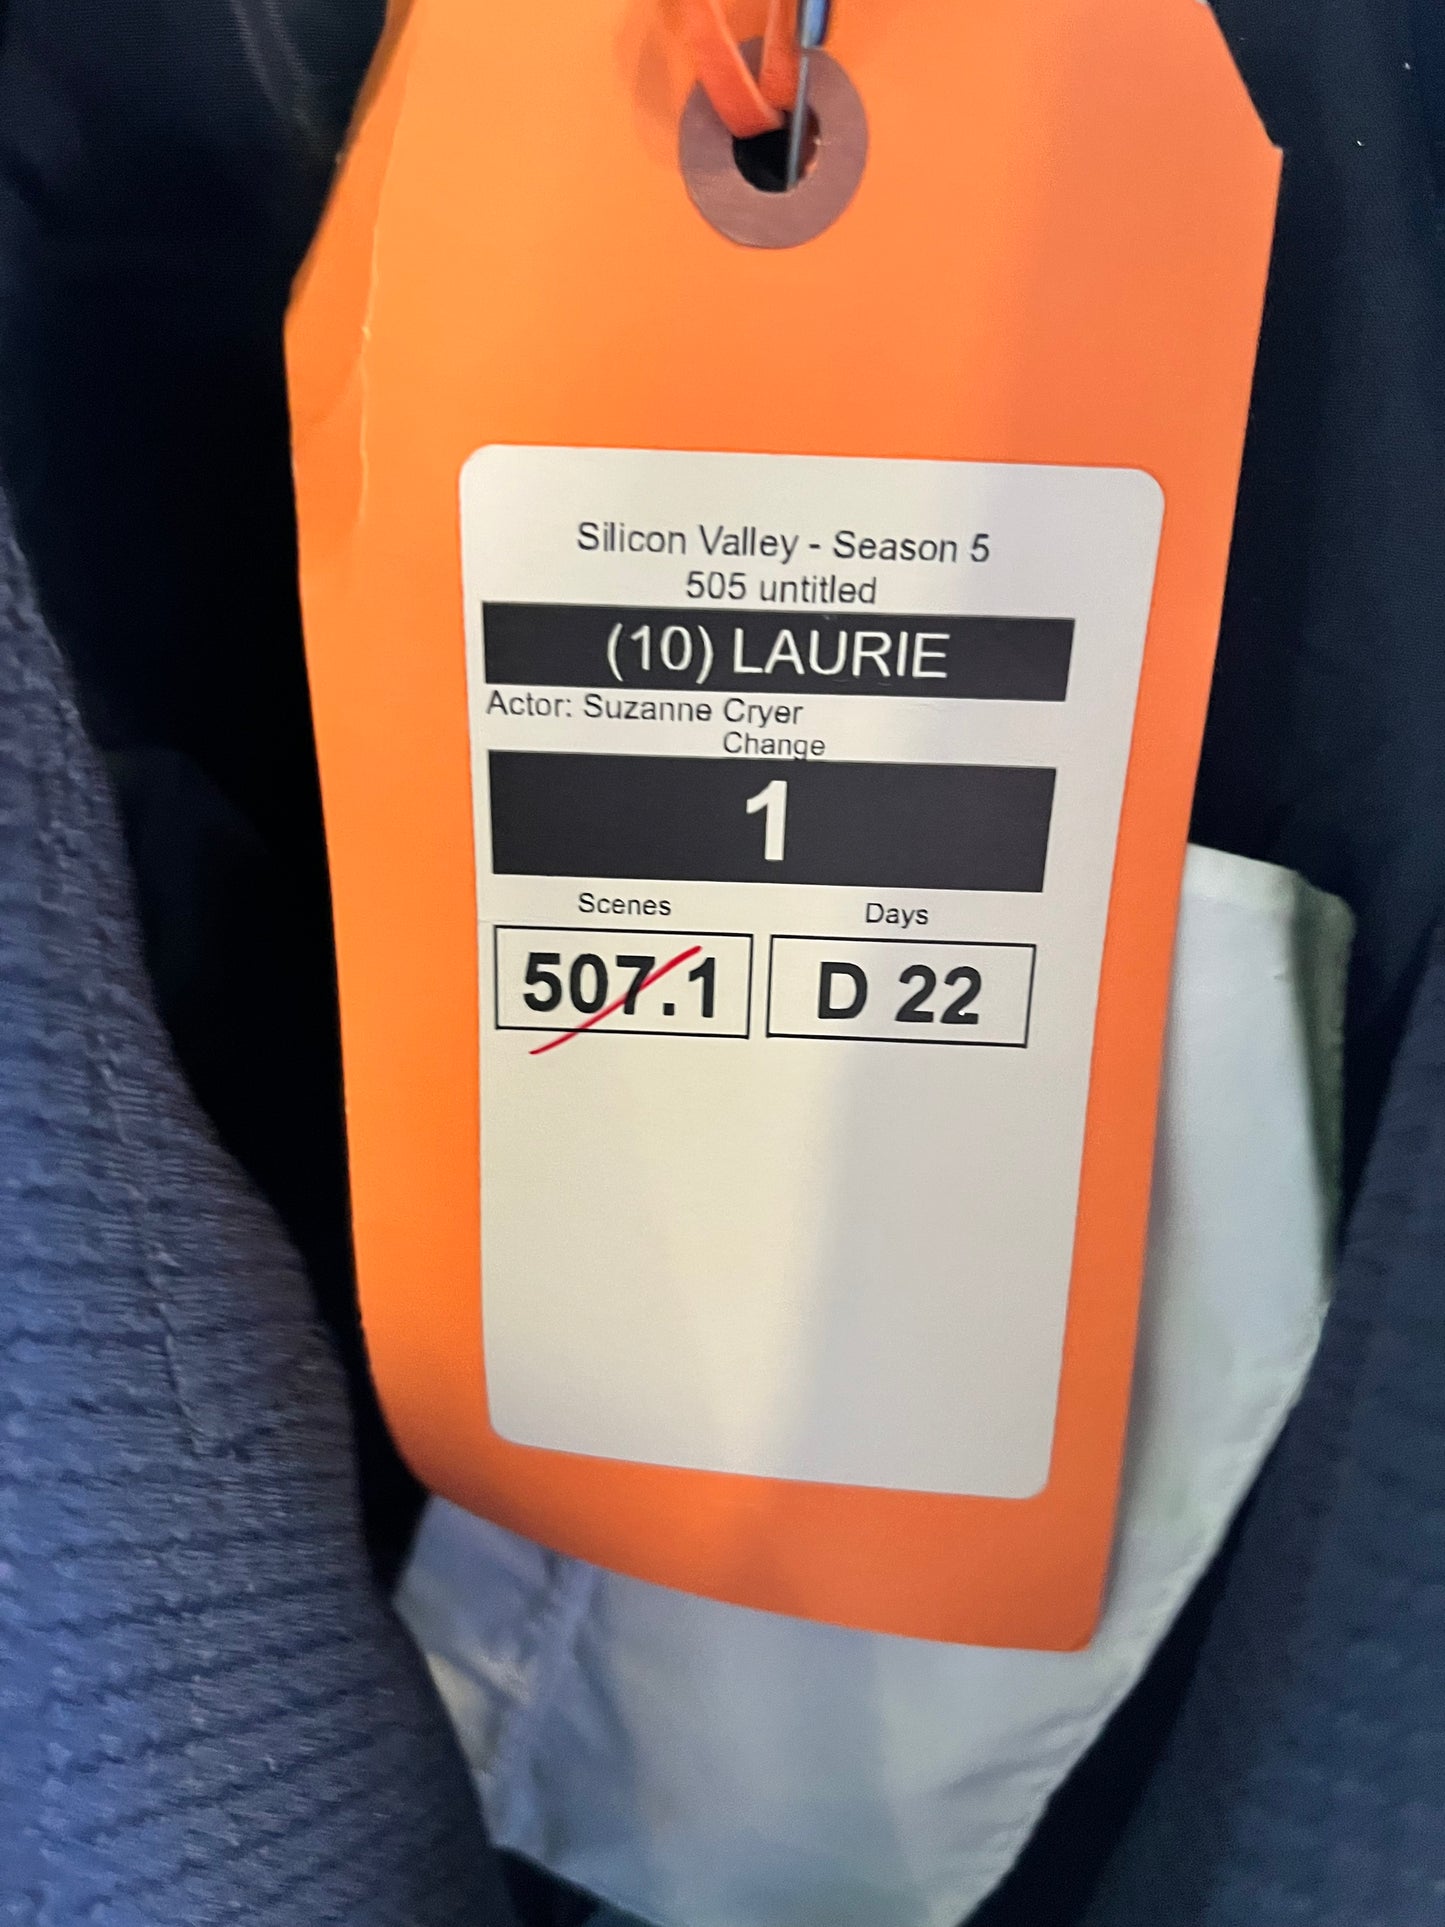 Silicon Valley - Season 5
505 untitled
(10) LAURIE
Actor: Suzanne Cryer
Change
1
Scenes Days
507.1 D 22